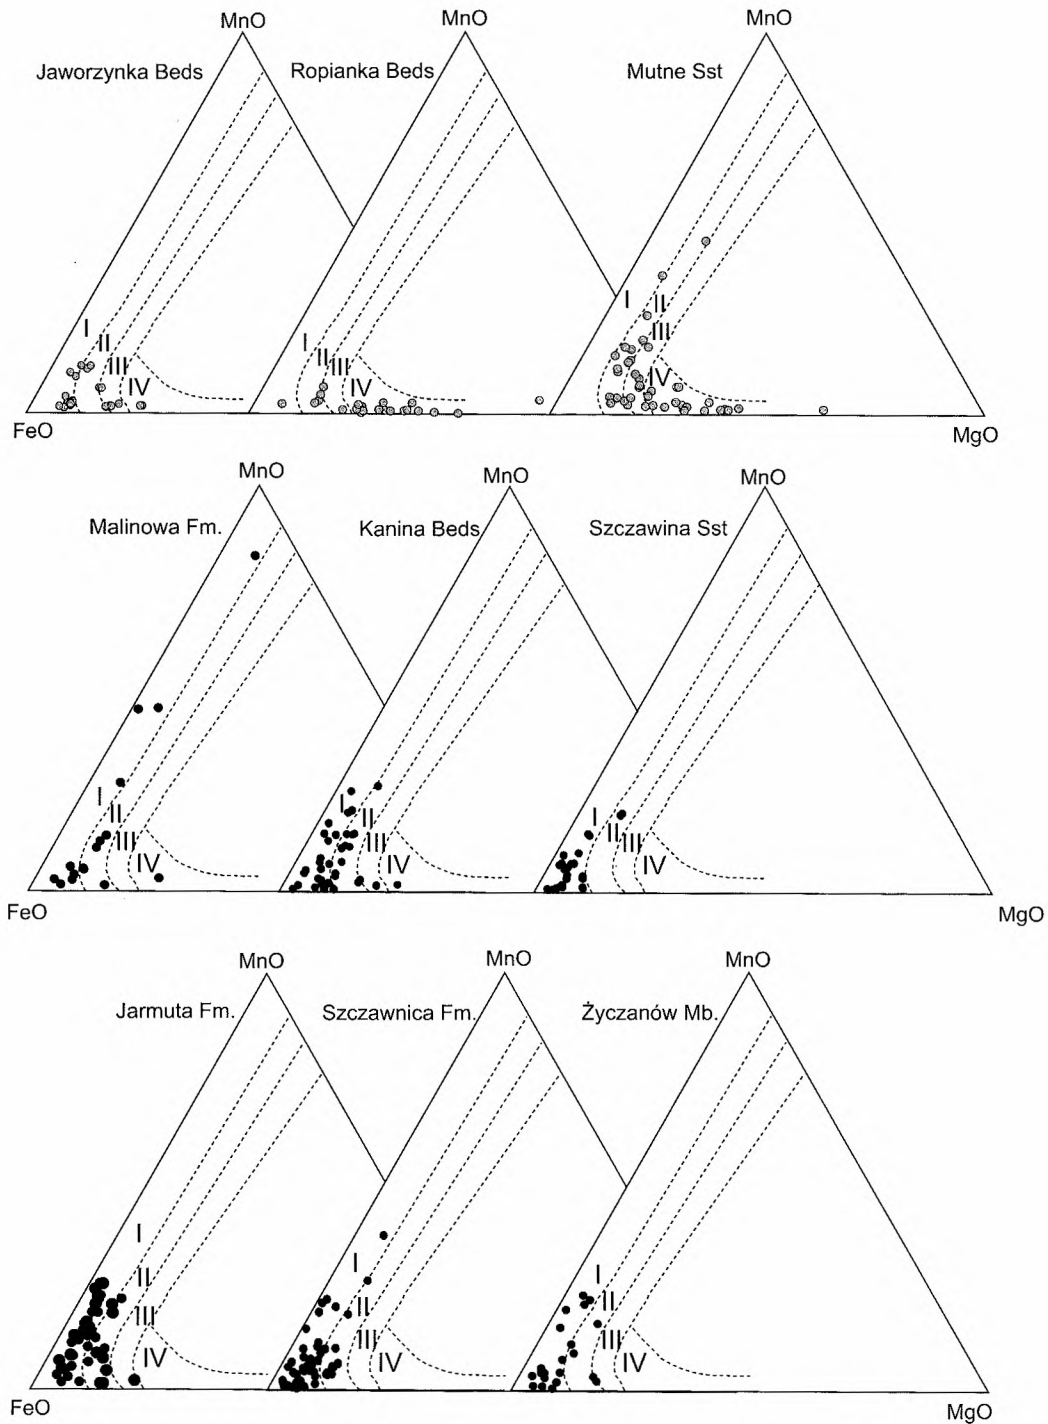 MnO MnO MnO
Jaworzynka Beds Ropianka Beds Mutne Sst
I II III IV I II III IV I II III IV
FeO MgO
MnO MnO MnO
Malinowa Fm. Kanina Beds Szczawina Sst
I II III IV I II III IV I II III IV
FeO MgO
MnO MnO MnO
Jarmuta Fm. Szczawnica Fm. Życzanów Mb.
I II III IV I II III IV I II III IV
FeO MgO